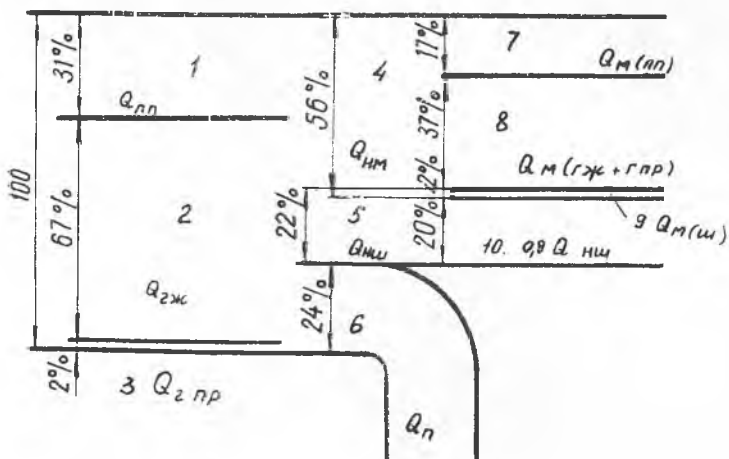 100
31%
1
Qпп
67%
2
Qгж
2%
3 Qг пр
56%
4
Qнм
22%
5
Qнш
24%
6
Qп
17%
7
Qм(пп)
37%
8
2%
Qм(гж+гпр)
9 Qм(ш)
20%
10. 0,9 Q нш